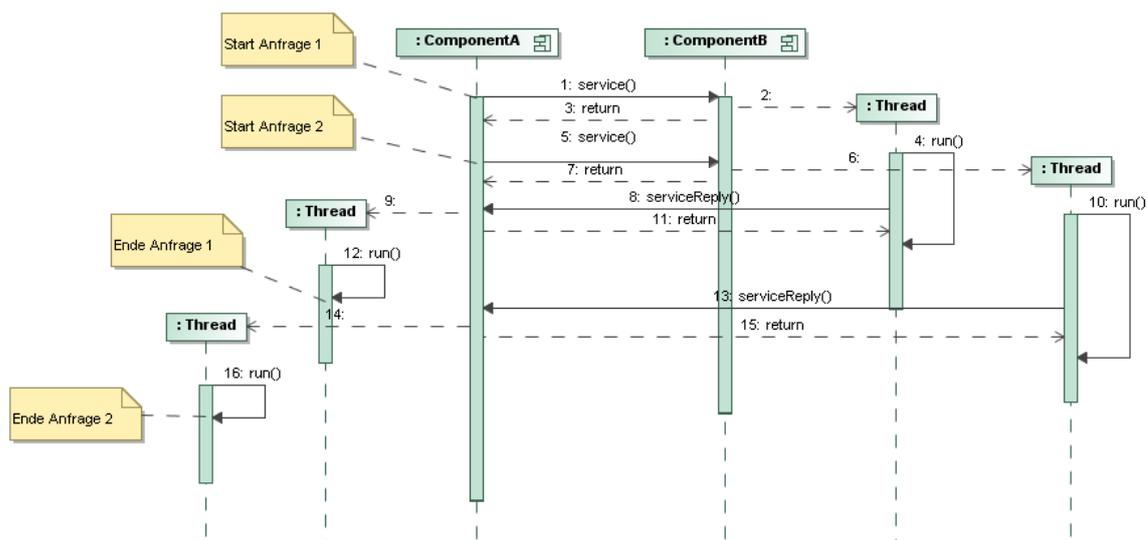 Start Anfrage 1
: ComponentA
: ComponentB
1: service()
2:
: Thread
3: return
Start Anfrage 2
5: service()
4: run()
6:
: Thread
7: return
8: serviceReply()
9:
: Thread
10: run()
11: return
Ende Anfrage 1
12: run()
13: serviceReply()
14:
: Thread
15: return
16: run()
Ende Anfrage 2